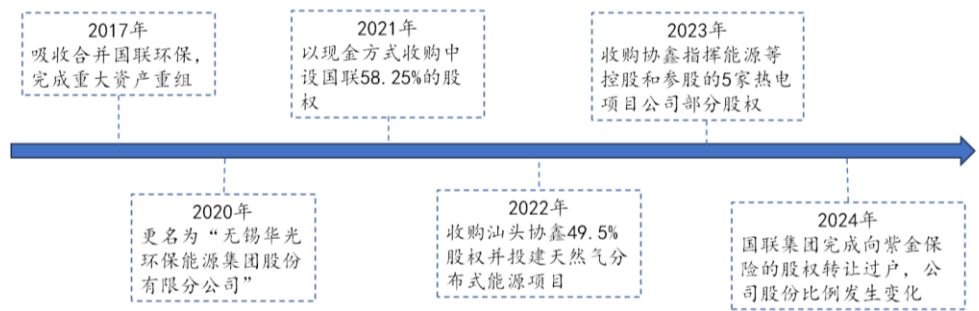 2017年
吸收合并国联环保，
完成重大资产重组
2021年
以现金方式收购中
设国联58.25%的股
权
2023年
收购协鑫指挥能源等
控股和参股的5家热电
项目公司部分股权
2020年
更名为“无锡华光
环保能源集团股份
有限分公司”
2022年
收购汕头协鑫49.5%
股权并投建天然气分
布式能源项目
2024年
国联集团完成向紫金保
险的股权转让过户，公
司股份比例发生变化